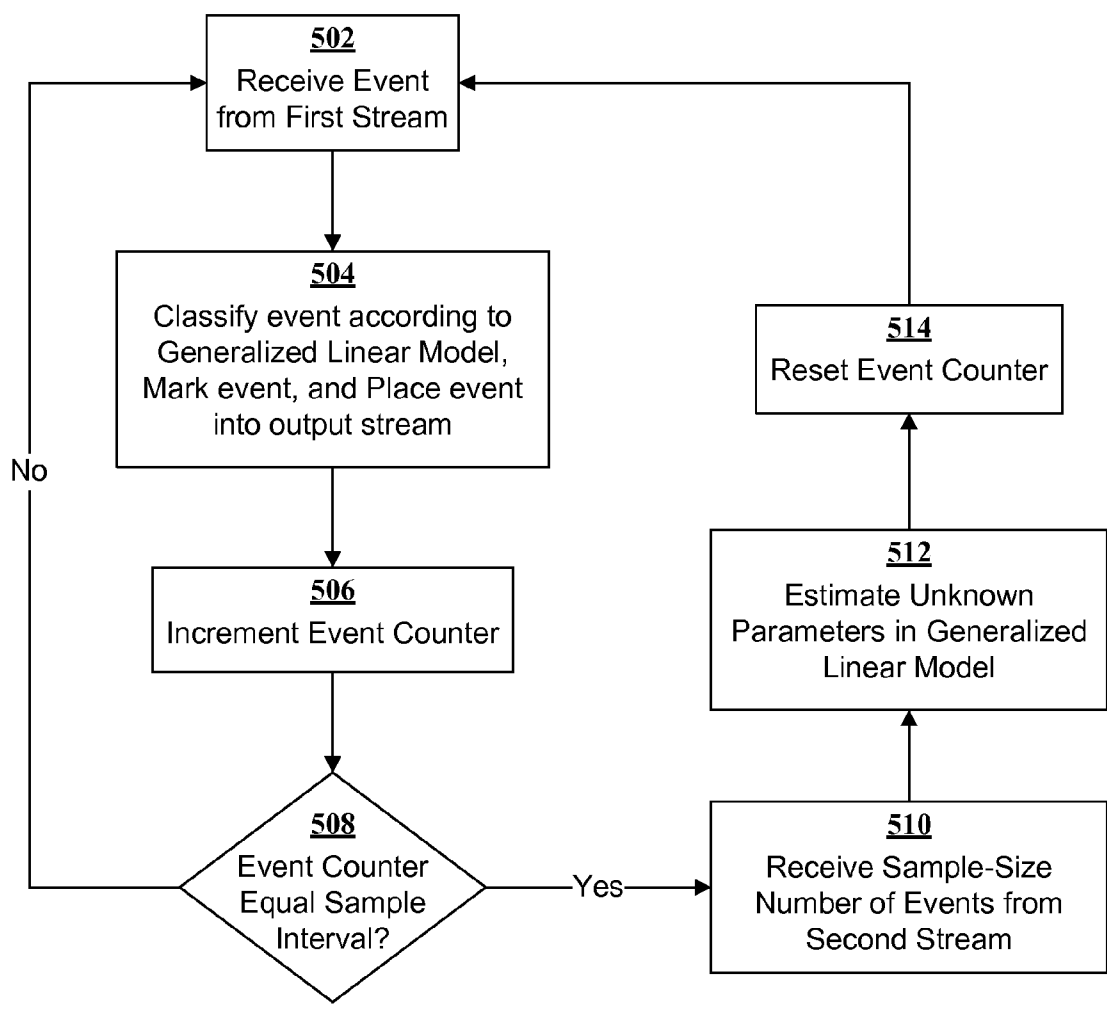 502
Receive Event
from First Stream
504
Classify event according to
Generalized Linear Model,
Mark event, and Place event
into output stream
No
506
Increment Event Counter
508
Event Counter
Equal Sample
Interval?
Yes
510
Receive Sample-Size
Number of Events from
Second Stream
512
Estimate Unknown
Parameters in Generalized
Linear Model
514
Reset Event Counter